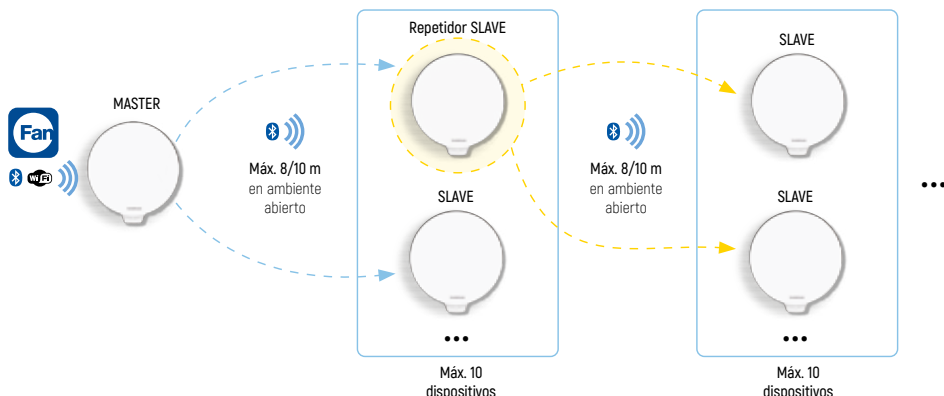 Fan
WiFi
MASTER
Máx. 8/10 m
en ambiente
abierto
Repetidor SLAVE
SLAVE
•••
Máx. 10
dispositivos
Máx. 8/10 m
en ambiente
abierto
SLAVE
SLAVE
•••
Máx. 10
dispositivos
•••